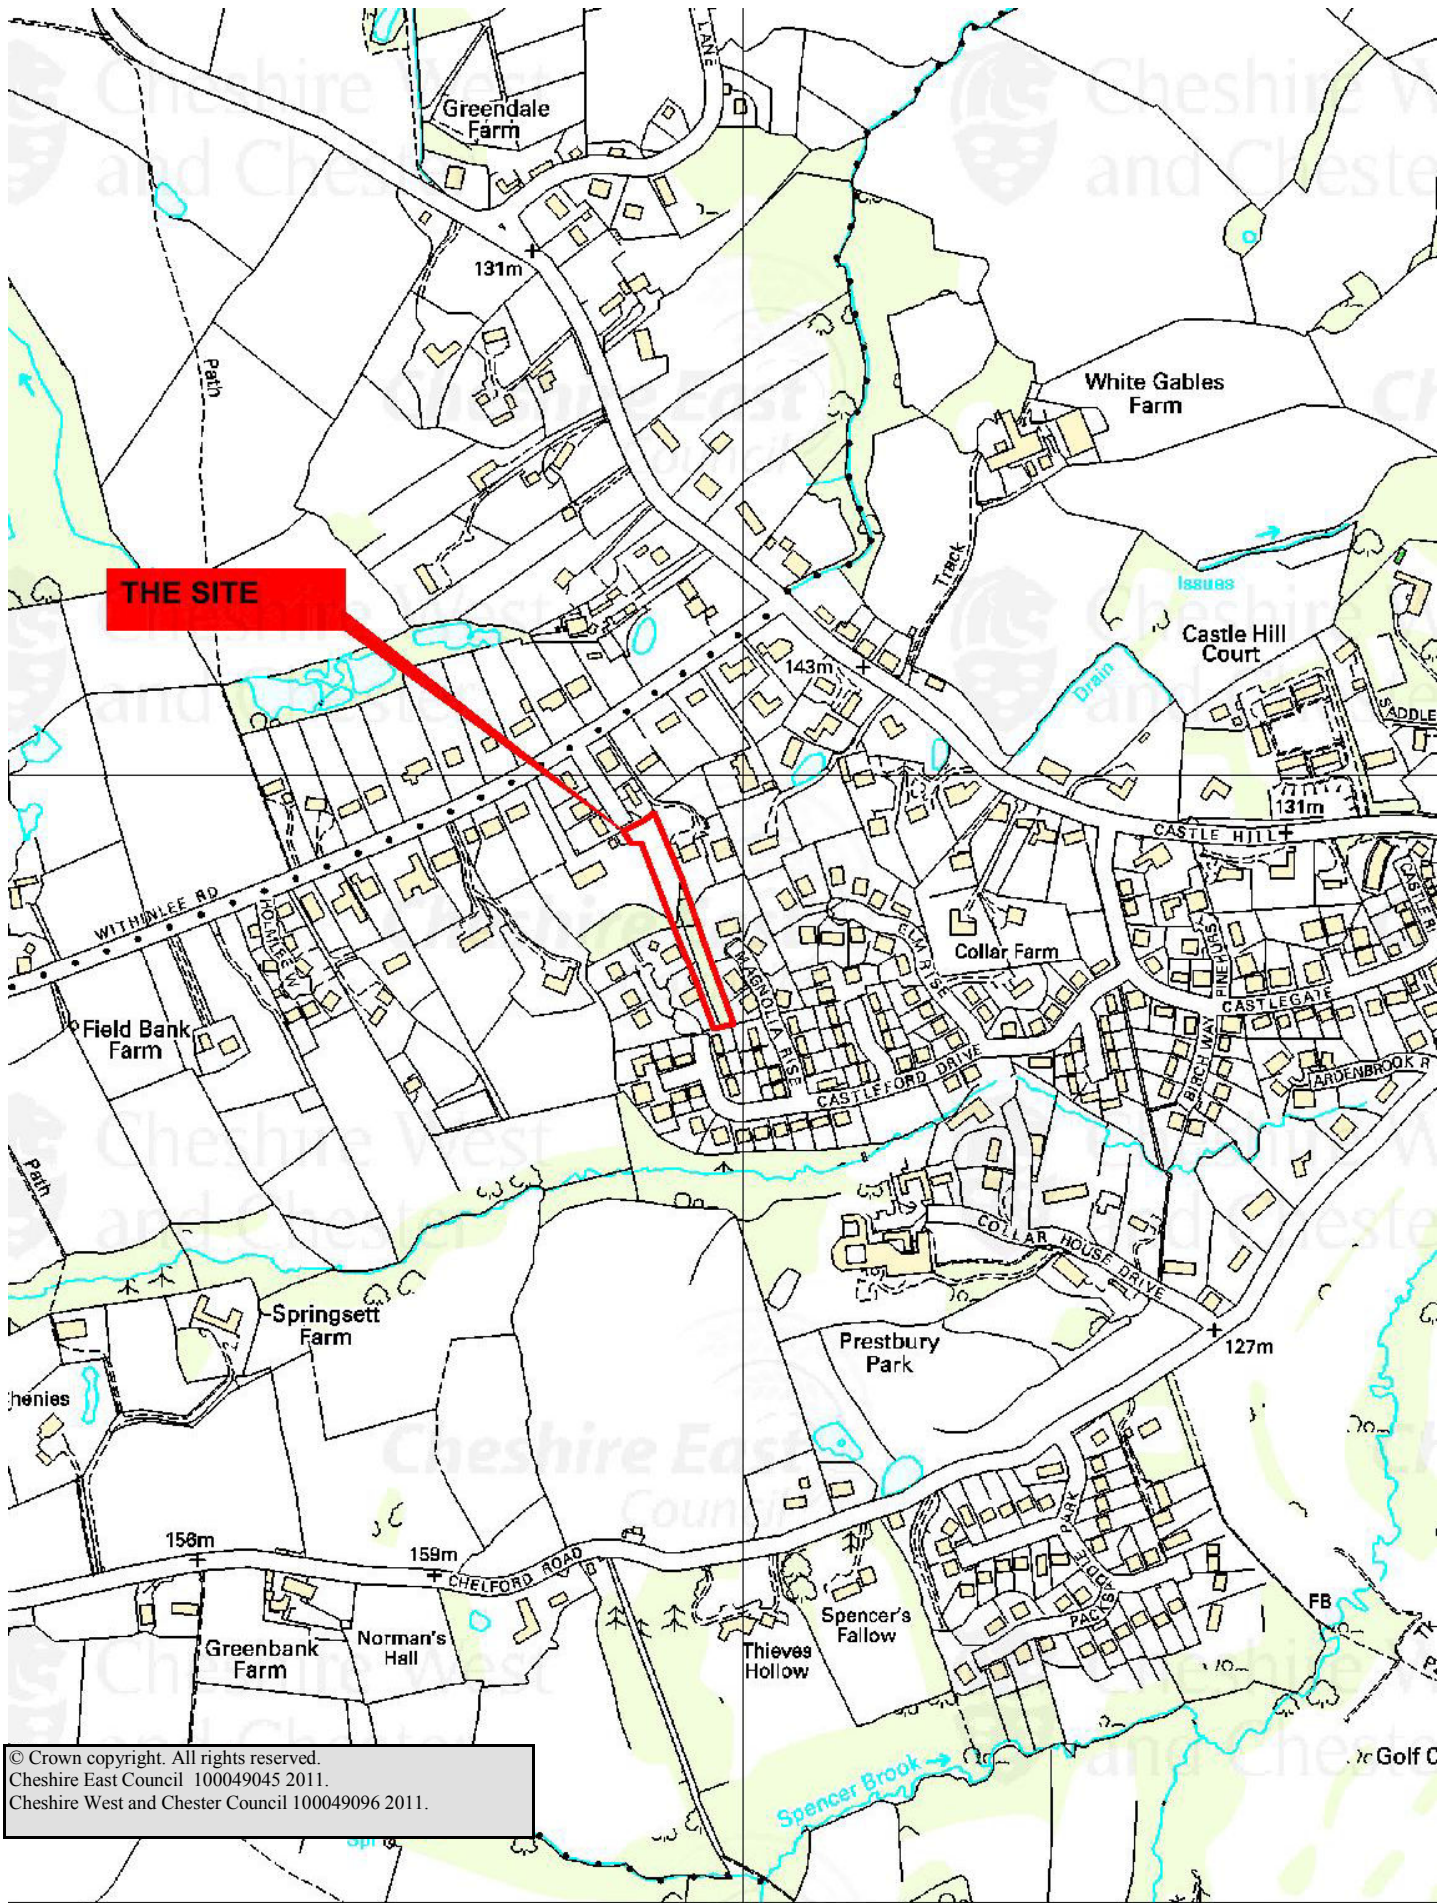 LANE
Greendale
Farm
131m
Path
White Gables
Farm
Track
Issues
THE SITE
Castle Hill
Court
Drain
SADDLE
143m
131m
CASTLE HILL
WITHINLEE RD
HOLMLEEN
ELM RISE
Collar Farm
PINEHURST
CASTLEGATE
MAGNOLIA RISE
Field Bank
Farm
CASTLEFORD DRIVE
BIRCH WAY
ARDENBROOK R
Path
COLLAR HOUSE DRIVE
Springsett
Farm
Prestbury
Park
127m
henies
156m
159m
CHELFORD ROAD
PACKSADDLE PARK
FB
Greenbank
Farm
Norman's
Hall
Spencer's
Fallow
Thieves
Hollow
Spencer Brook
Golf C
Spr
© Crown copyright. All rights reserved.
Cheshire East Council 100049045 2011.
Cheshire West and Chester Council 100049096 2011.
Cheshire West
and Chester
Cheshire East
Council